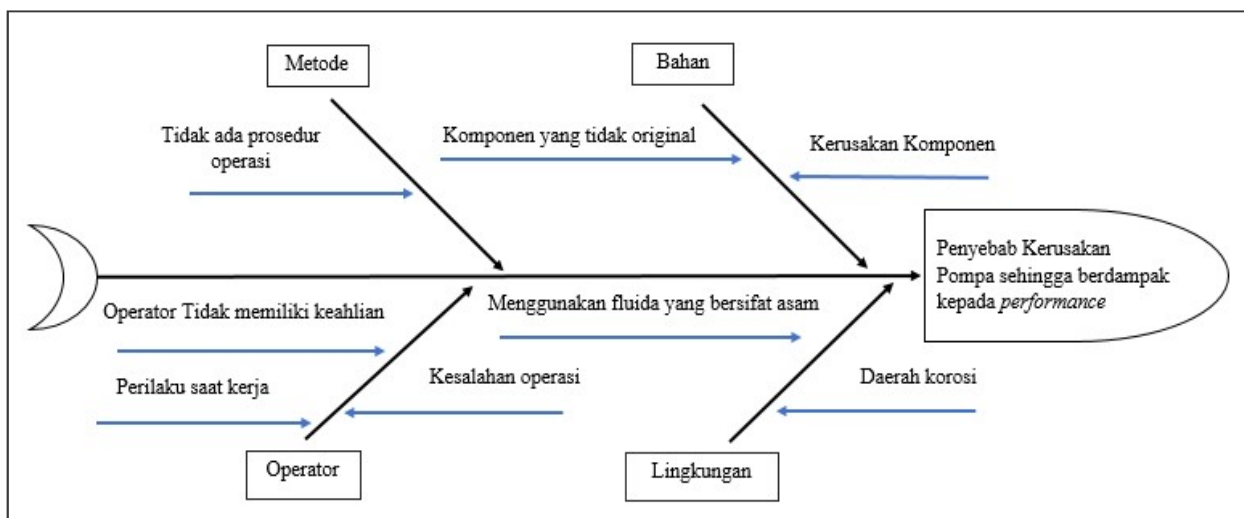 Metode
Bahan
Tidak ada prosedur
operasi
Komponen yang tidak original
Kerusakan Komponen
Penyebab Kerusakan
Pompa sehingga berdampak
kepada performance
Operator Tidak memiliki keahlian
Menggunakan fluida yang bersifat asam
Perilaku saat kerja
Kesalahan operasi
Daerah korosi
Operator
Lingkungan